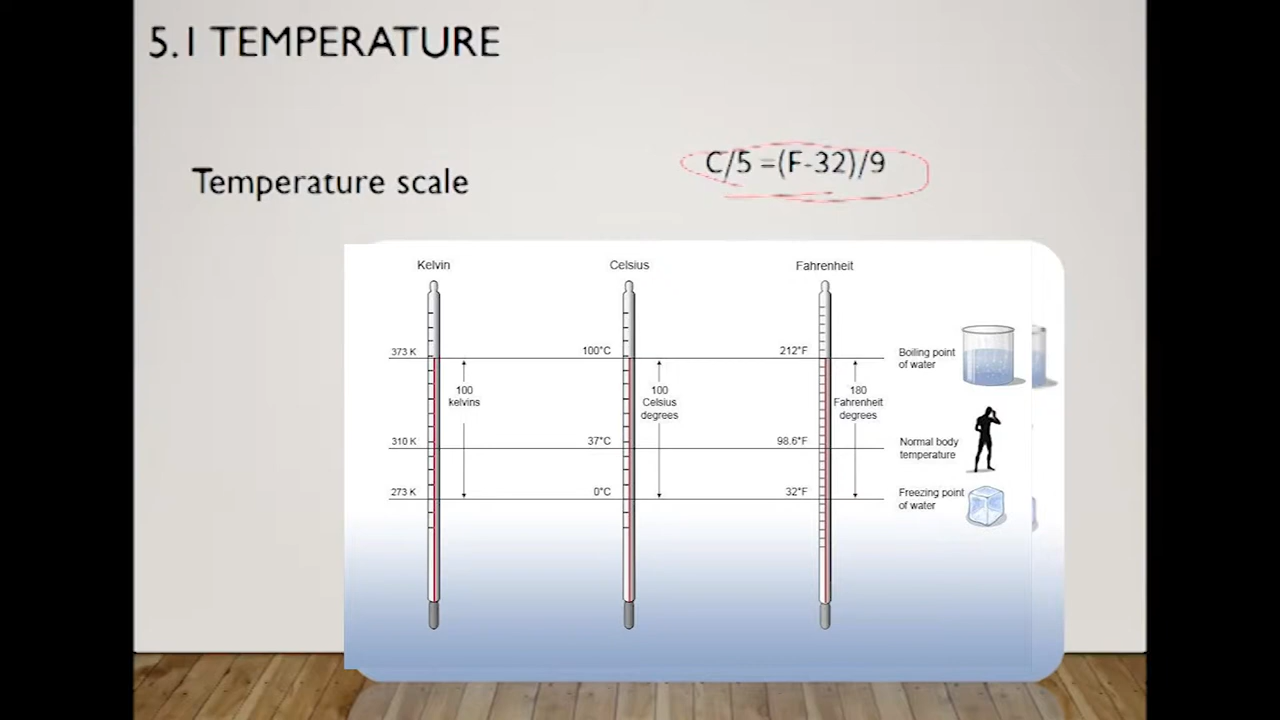 5.1 TEMPERATURE
Temperature scale
C/5 =(F-32)/9
Kelvin
Celsius
Fahrenheit
373 K
100°C
212°F
Boiling point
of water
100
kelvins
100
Celsius
degrees
180
Fahrenheit
degrees
310 K
37°C
98.6°F
Normal body
temperature
273 K
0°C
32°F
Freezing point
of water